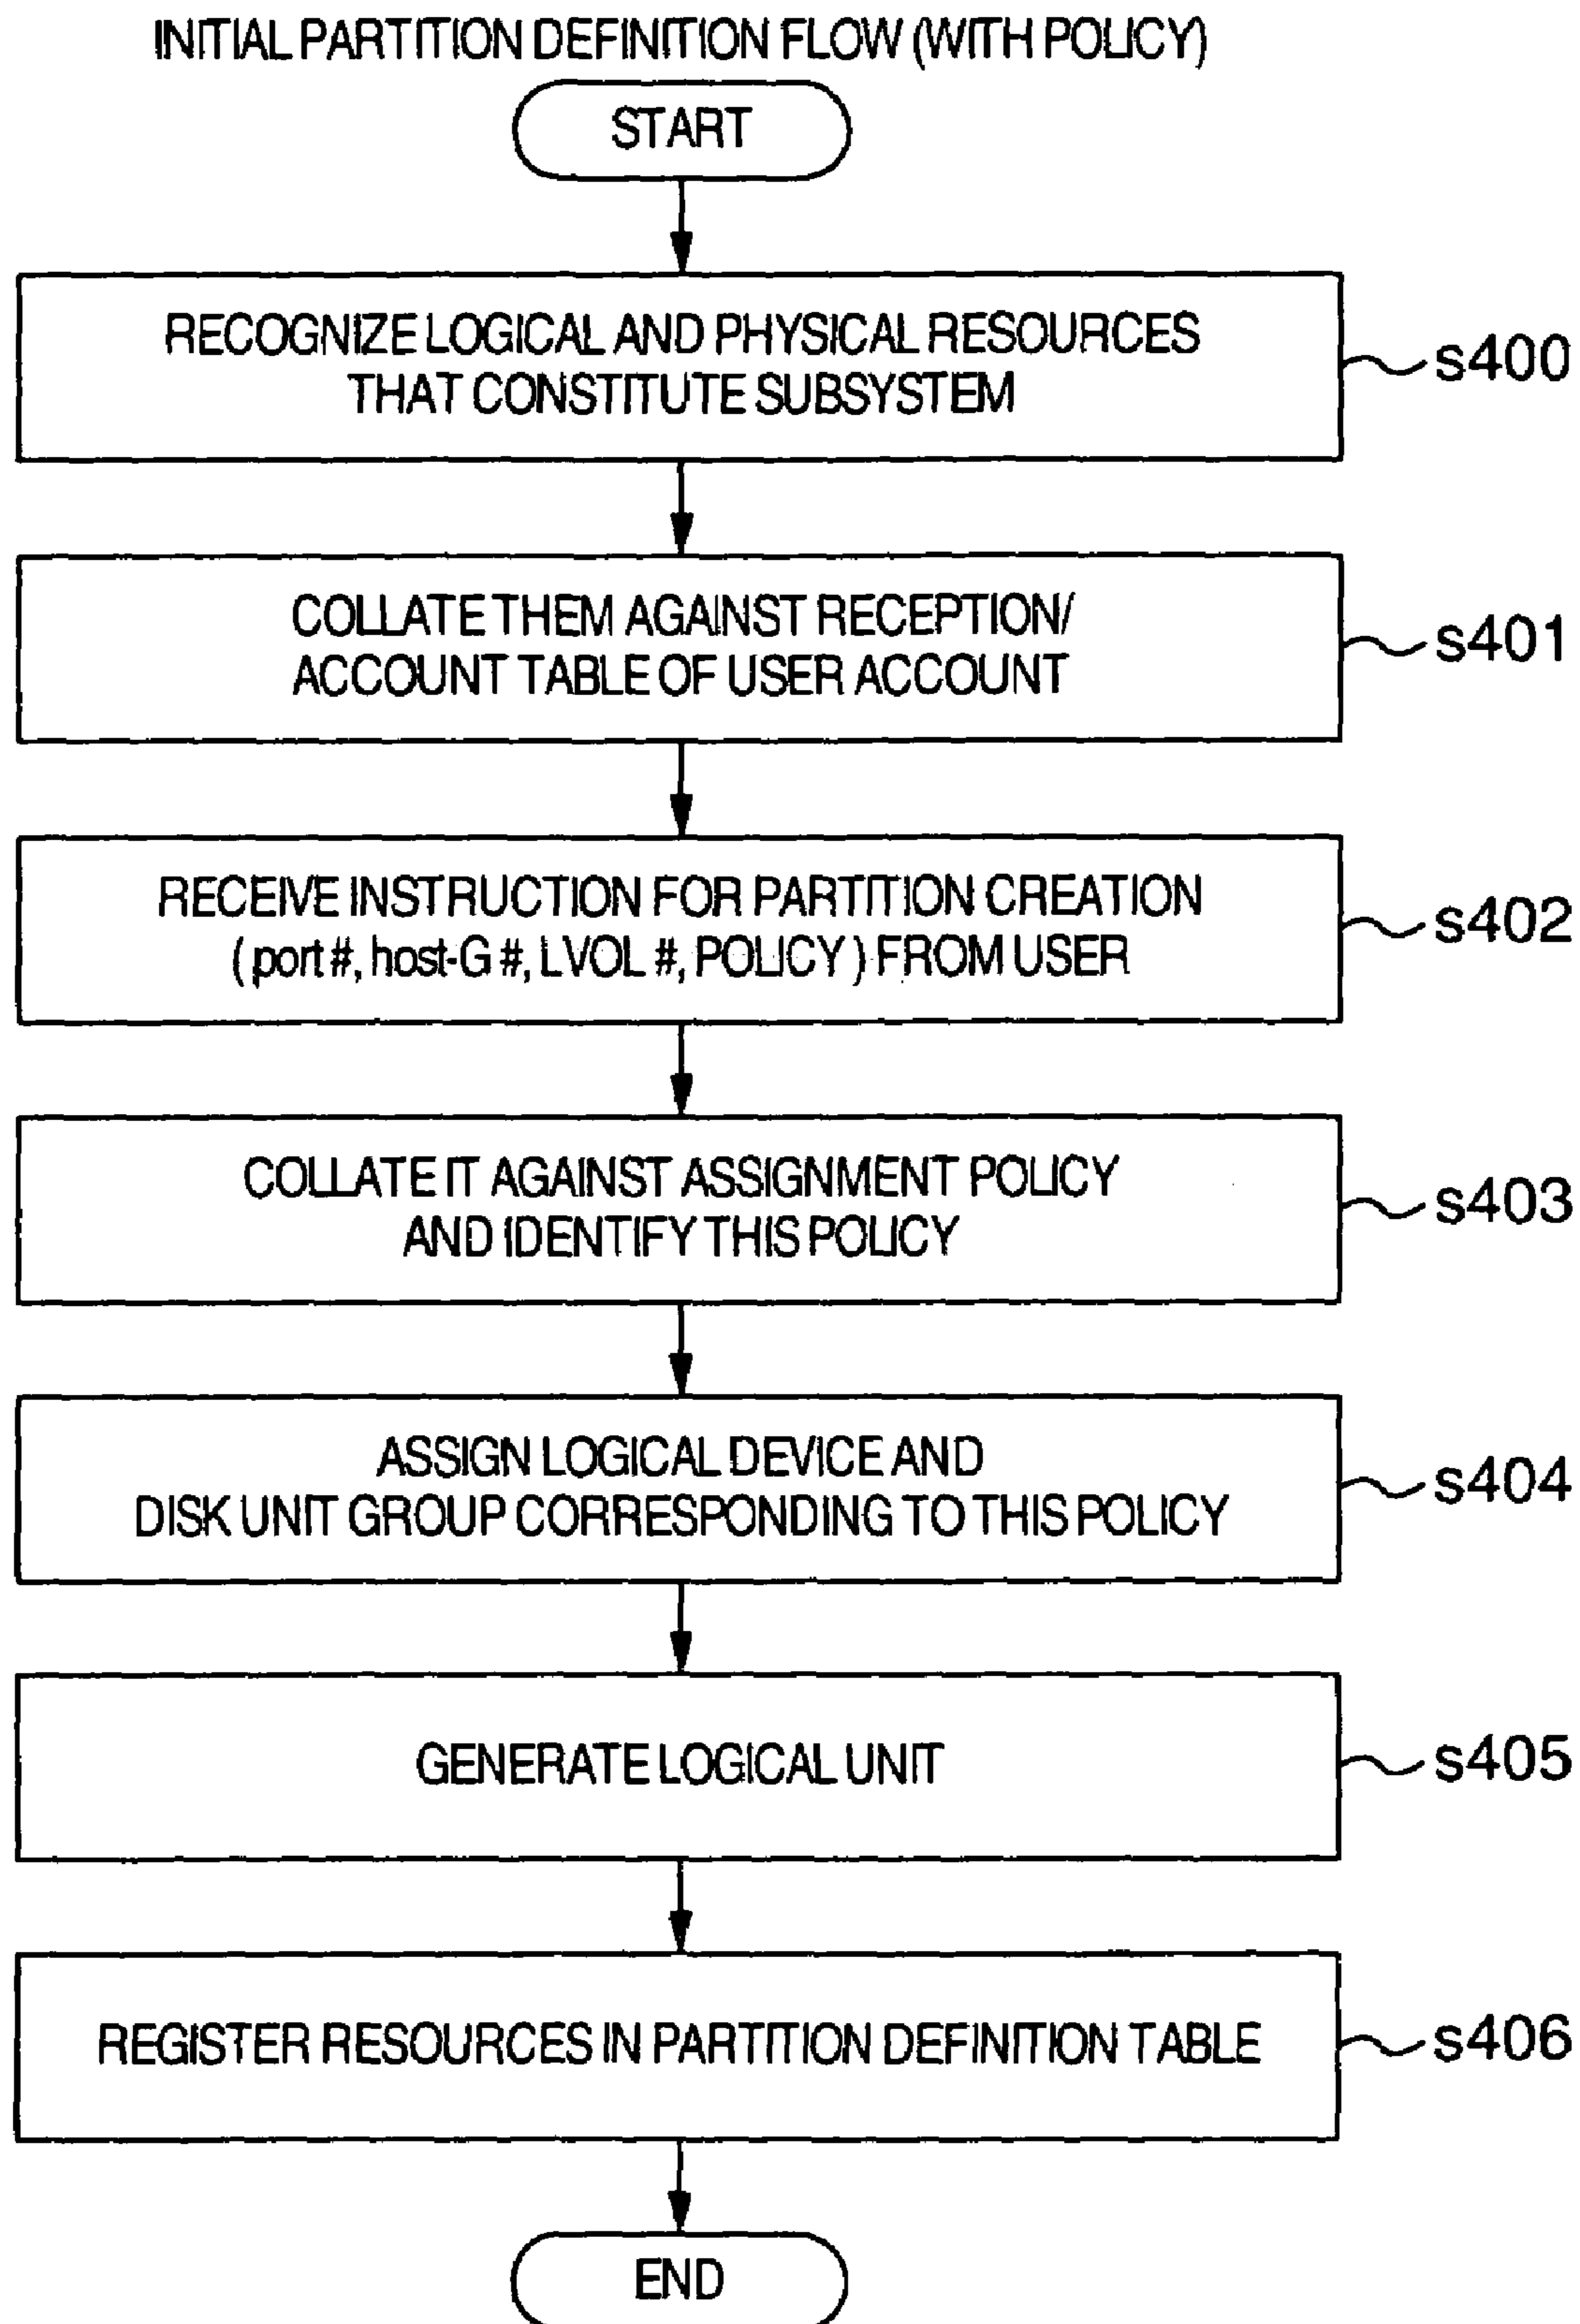 INITIAL PARTITION DEFINITION FLOW (WITH POLICY)
START
RECOGNIZE LOGICAL AND PHYSICAL RESOURCES
THAT CONSTITUTE SUBSYSTEM
s400
COLLATE THEM AGAINST RECEPTION/
ACCOUNT TABLE OF USER ACCOUNT
s401
RECEIVE INSTRUCTION FOR PARTITION CREATION
( port #, host-G #, LVOL #, POLICY ) FROM USER
s402
COLLATE IT AGAINST ASSIGNMENT POLICY
AND IDENTIFY THIS POLICY
s403
ASSIGN LOGICAL DEVICE AND
DISK UNIT GROUP CORRESPONDING TO THIS POLICY
s404
GENERATE LOGICAL UNIT
s405
REGISTER RESOURCES IN PARTITION DEFINITION TABLE
s406
END